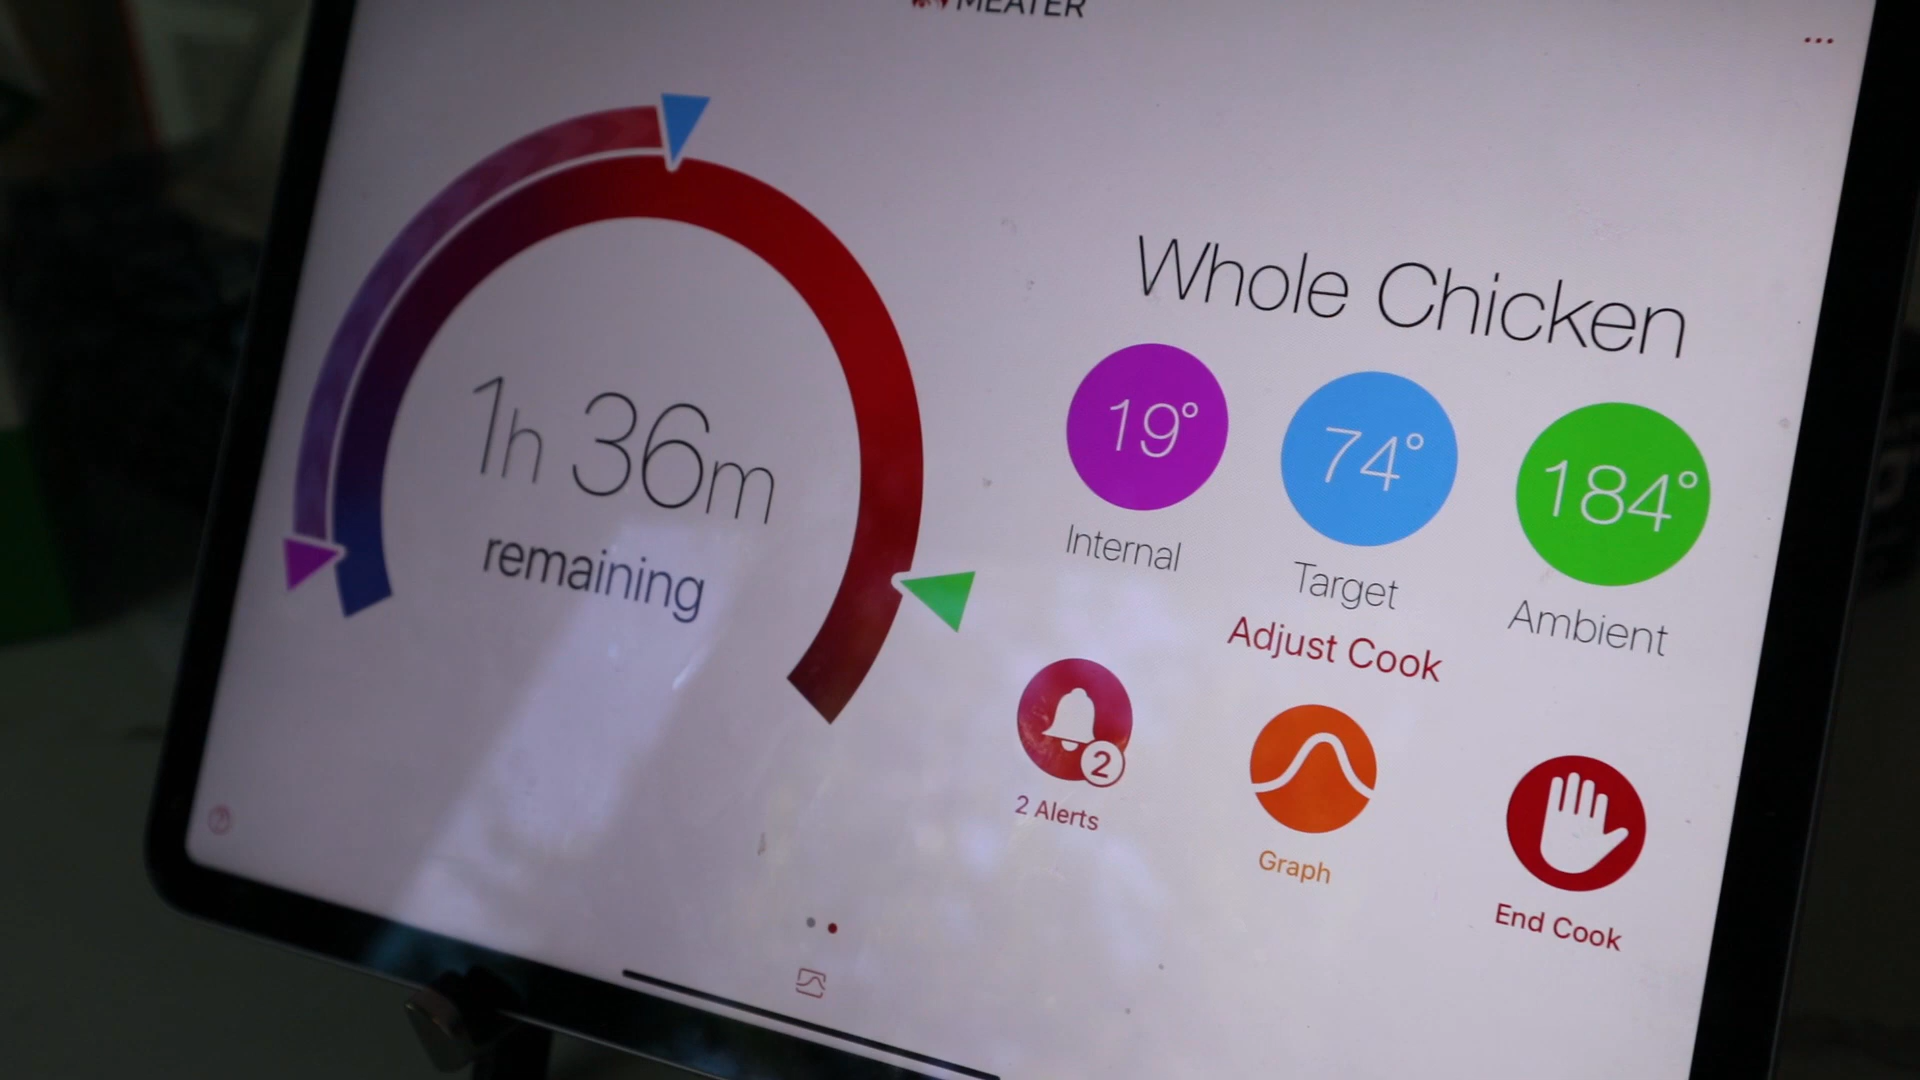 MEATER
...
Whole Chicken
1h 36m
remaining
19° 74° 184°
Internal Target Ambient
Adjust Cook
2
2 Alerts Graph End Cook
?